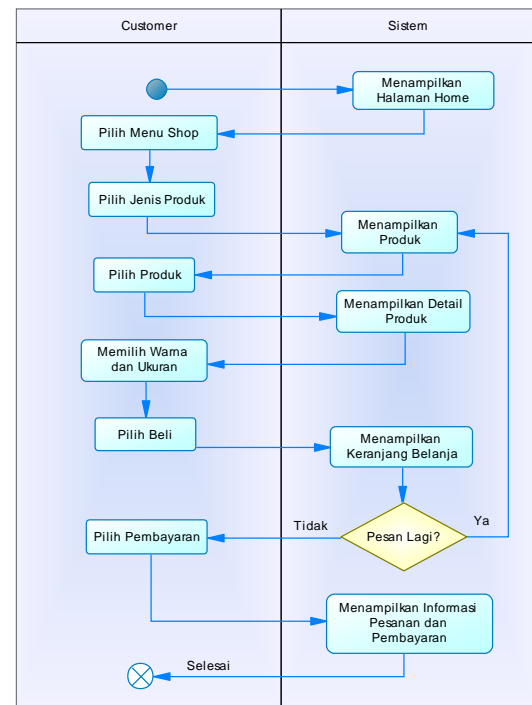 Customer
Sistem
Menampilkan
Halaman Home
Pilih Menu Shop
Pilih Jenis Produk
Menampilkan
Produk
Pilih Produk
Menampilkan Detail
Produk
Memilih Warna
dan Ukuran
Pilih Beli
Menampilkan
Keranjang Belanja
Pesan Lagi?
Ya
Tidak
Pilih Pembayaran
Menampilkan Informasi
Pesanan dan
Pembayaran
Selesai